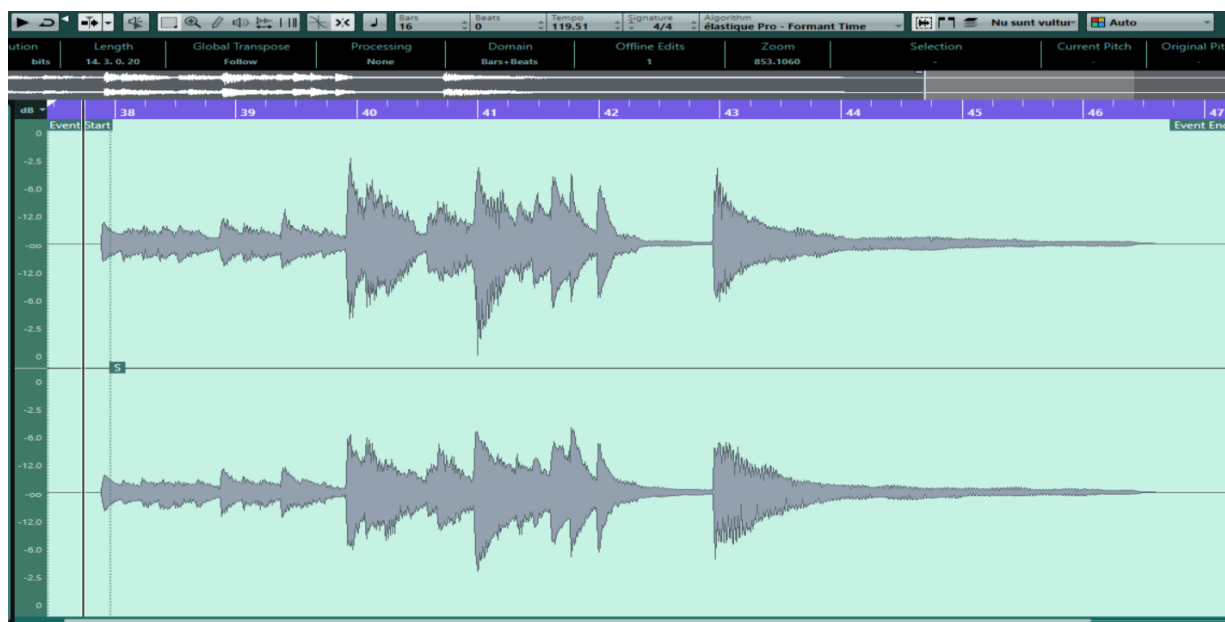 Bars Beats Tempo Signature Algorithm
16 0 119.51 4/4 élastique Pro - Formant Time Nu sunt vultur Auto
ution Length Global Transpose Processing Domain Offline Edits Zoom Selection Current Pitch Original Pit
bits 14. 3. 0. 20 Follow None Bars+Beats 1 853.1060 - - -
dB 38 39 40 41 42 43 44 45 46 47
Event Start Event End
0
-2.5
-6.0
-12.0
-∞
-12.0
-6.0
-2.5
0
S
0
-2.5
-6.0
-12.0
-∞
-12.0
-6.0
-2.5
0